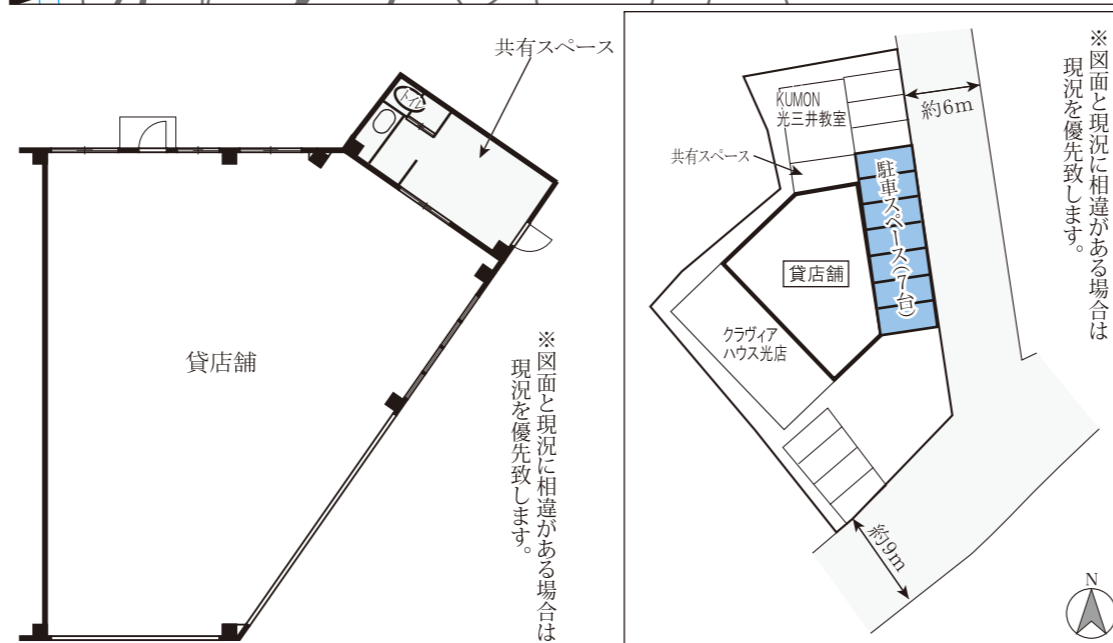 共有スペース
トイレ
貸店舗
※図面と現況に相違がある場合は
現況を優先致します。
KUMON
光三井教室
共有スペース
約6m
駐車スペース(7台)
貸店舗
クラヴィア
ハウス光店
約9m
※図面と現況に相違がある場合は
現況を優先致します。
N